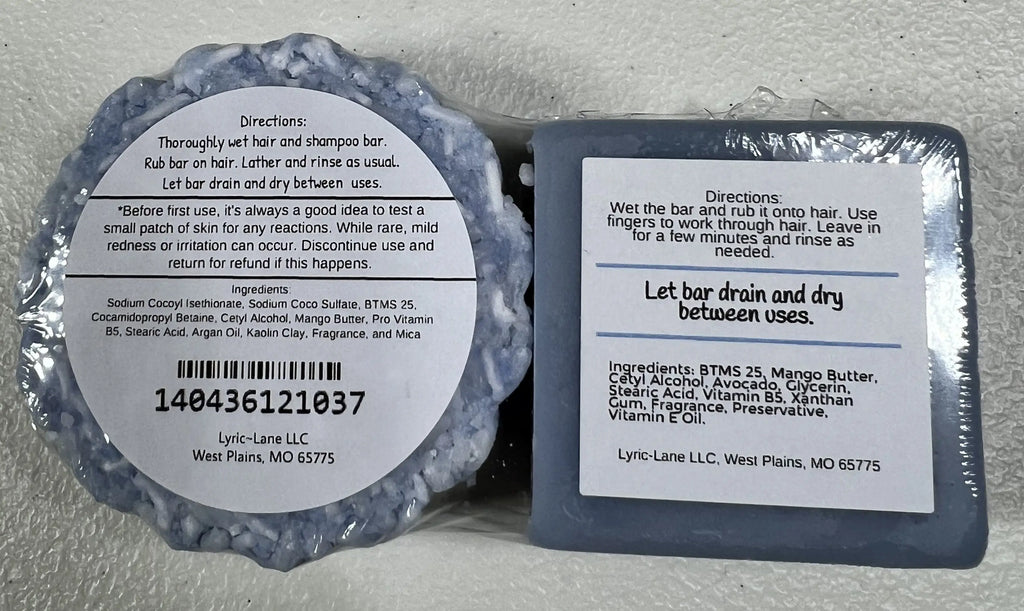 Directions:
Thoroughly wet hair and shampoo bar.
Rub bar on hair. Lather and rinse as usual.
Let bar drain and dry between uses.
*Before first use, it's always a good idea to test a
small patch of skin for any reactions. While rare, mild
redness or irritation can occur. Discontinue use and
return for refund if this happens.
Ingredients:
Sodium Cocoyl Isethionate, Sodium Coco Sulfate, BTMS 25,
Cocamidopropyl Betaine, Cetyl Alcohol, Mango Butter, Pro Vitamin
B5, Stearic Acid, Argan Oil, Kaolin Clay, Fragrance, and Mica
140436121037
Lyric~Lane LLC
West Plains, MO 65775
Directions:
Wet the bar and rub it onto hair. Use
fingers to work through hair. Leave in
for a few minutes and rinse as
needed.
Let bar drain and dry
between uses.
Ingredients: BTMS 25, Mango Butter,
Cetyl Alcohol, Avocado, Glycerin,
Stearic Acid, Vitamin B5, Xanthan
Gum, Fragrance, Preservative,
Vitamin E Oil.
Lyric-Lane LLC, West Plains, MO 65775